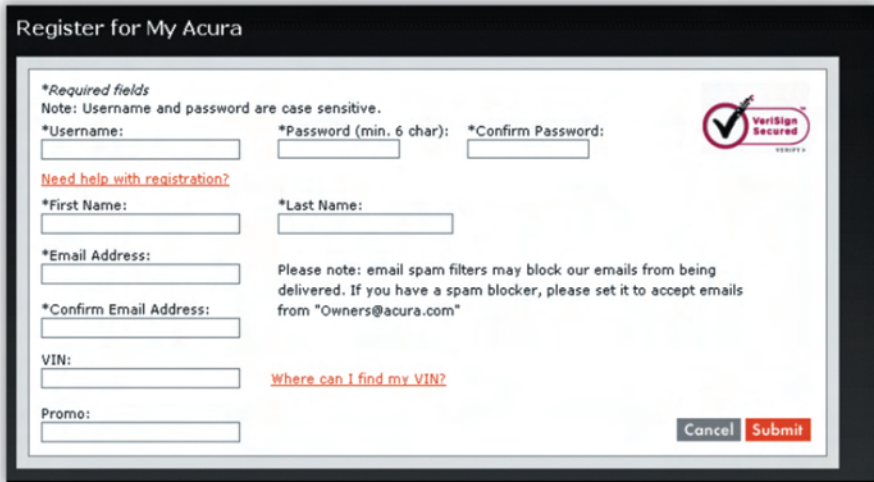 Register for My Acura
*Required fields
Note: Username and password are case sensitive.
*Username: *Password (min. 6 char): *Confirm Password:
VeriSign
Secured
VERIFY
Need help with registration?
*First Name: *Last Name:
*Email Address:
Please note: email spam filters may block our emails from being
delivered. If you have a spam blocker, please set it to accept emails
*Confirm Email Address: from "Owners@acura.com"
VIN:
Where can I find my VIN?
Promo:
Cancel Submit